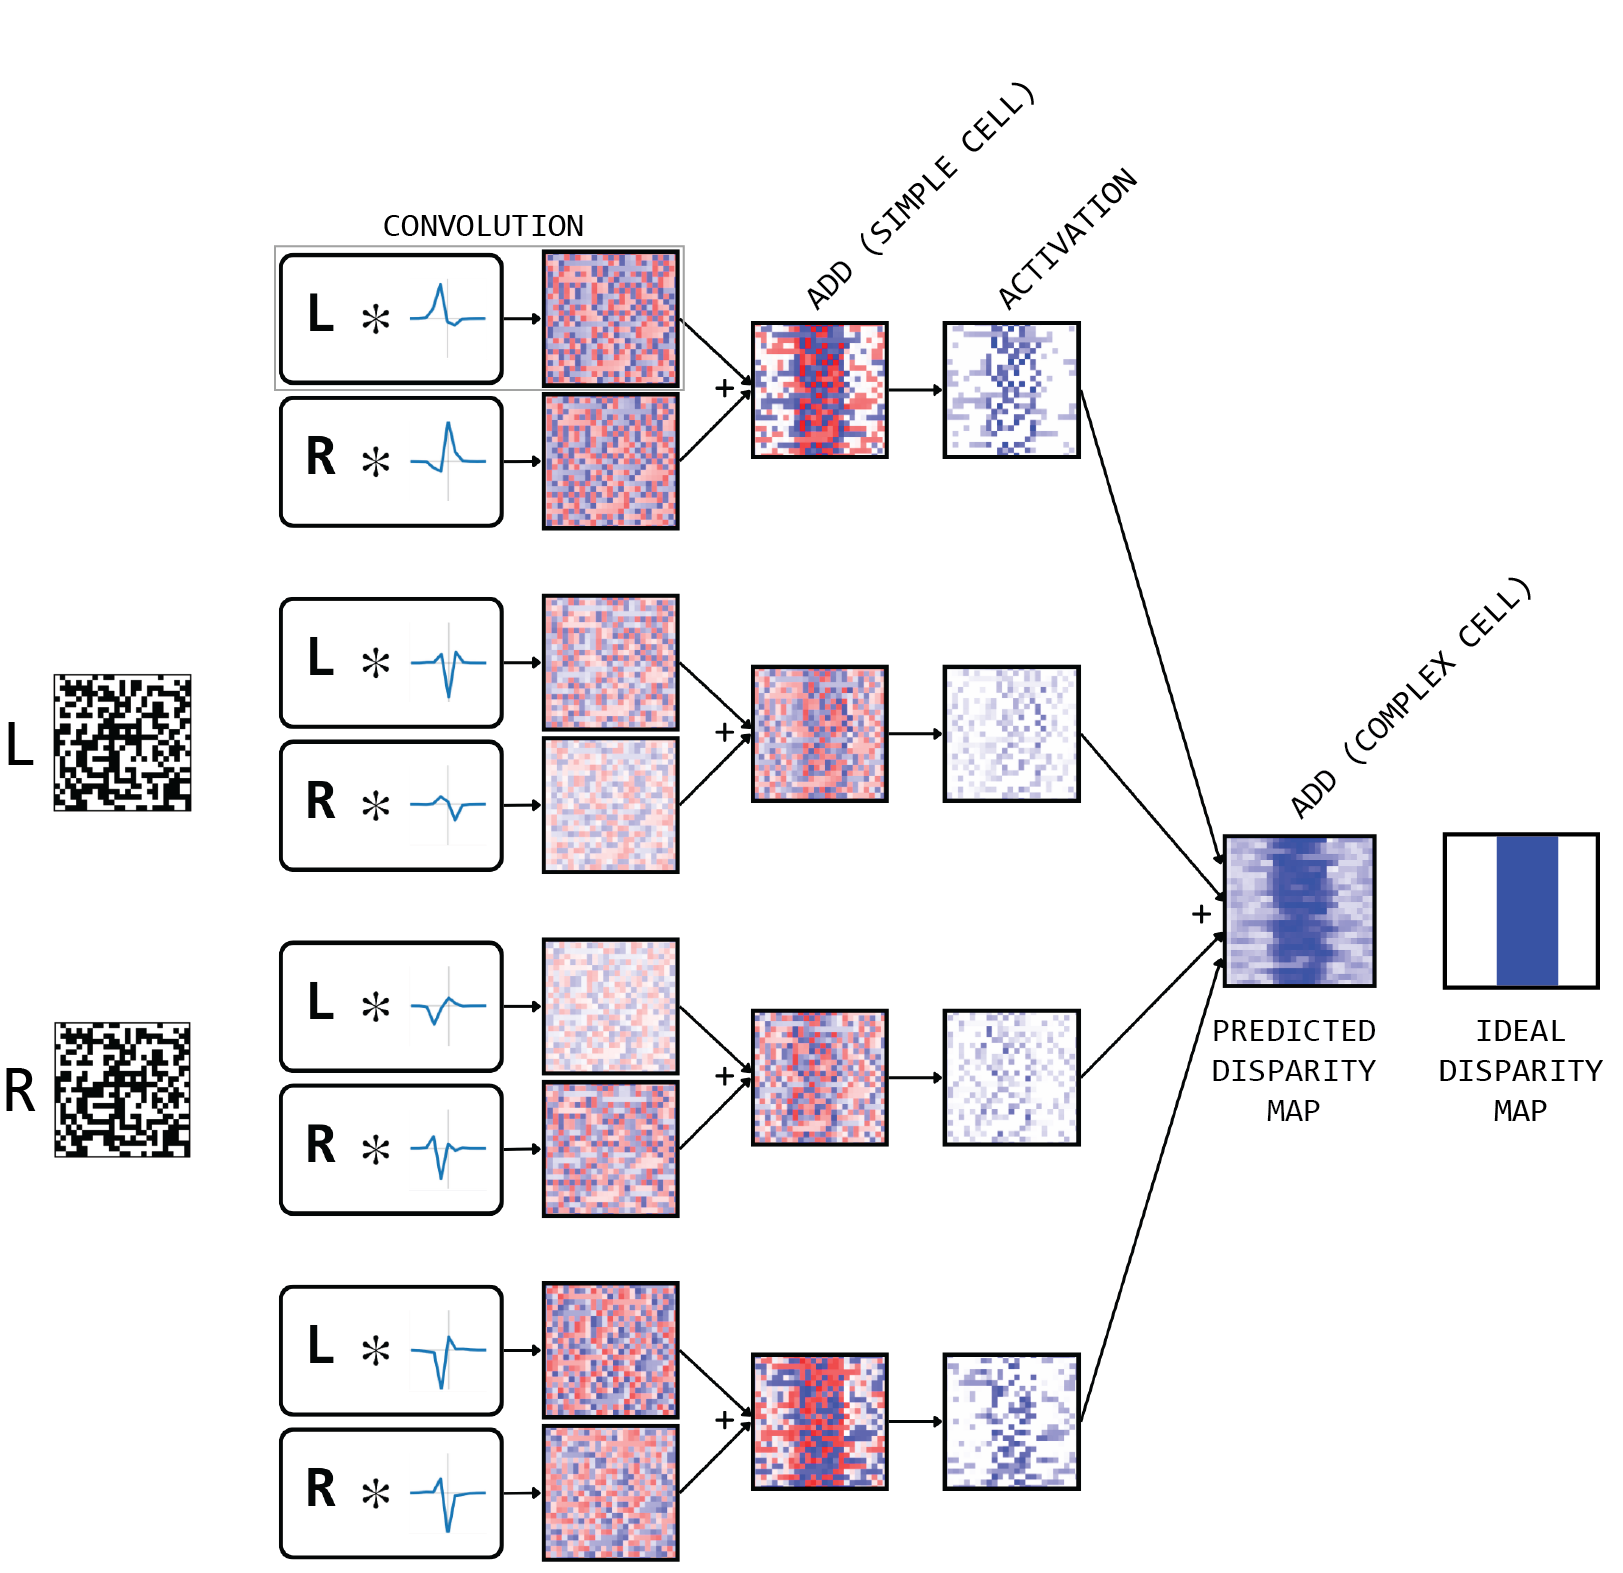 ADD (SIMPLE CELL)
ACTIVATION
CONVOLUTION
L *
+
R *
L *
+
R *
L
ADD (COMPLEX CELL)
+
L *
+
R *
R
PREDICTED
DISPARITY
MAP
IDEAL
DISPARITY
MAP
L *
+
R *